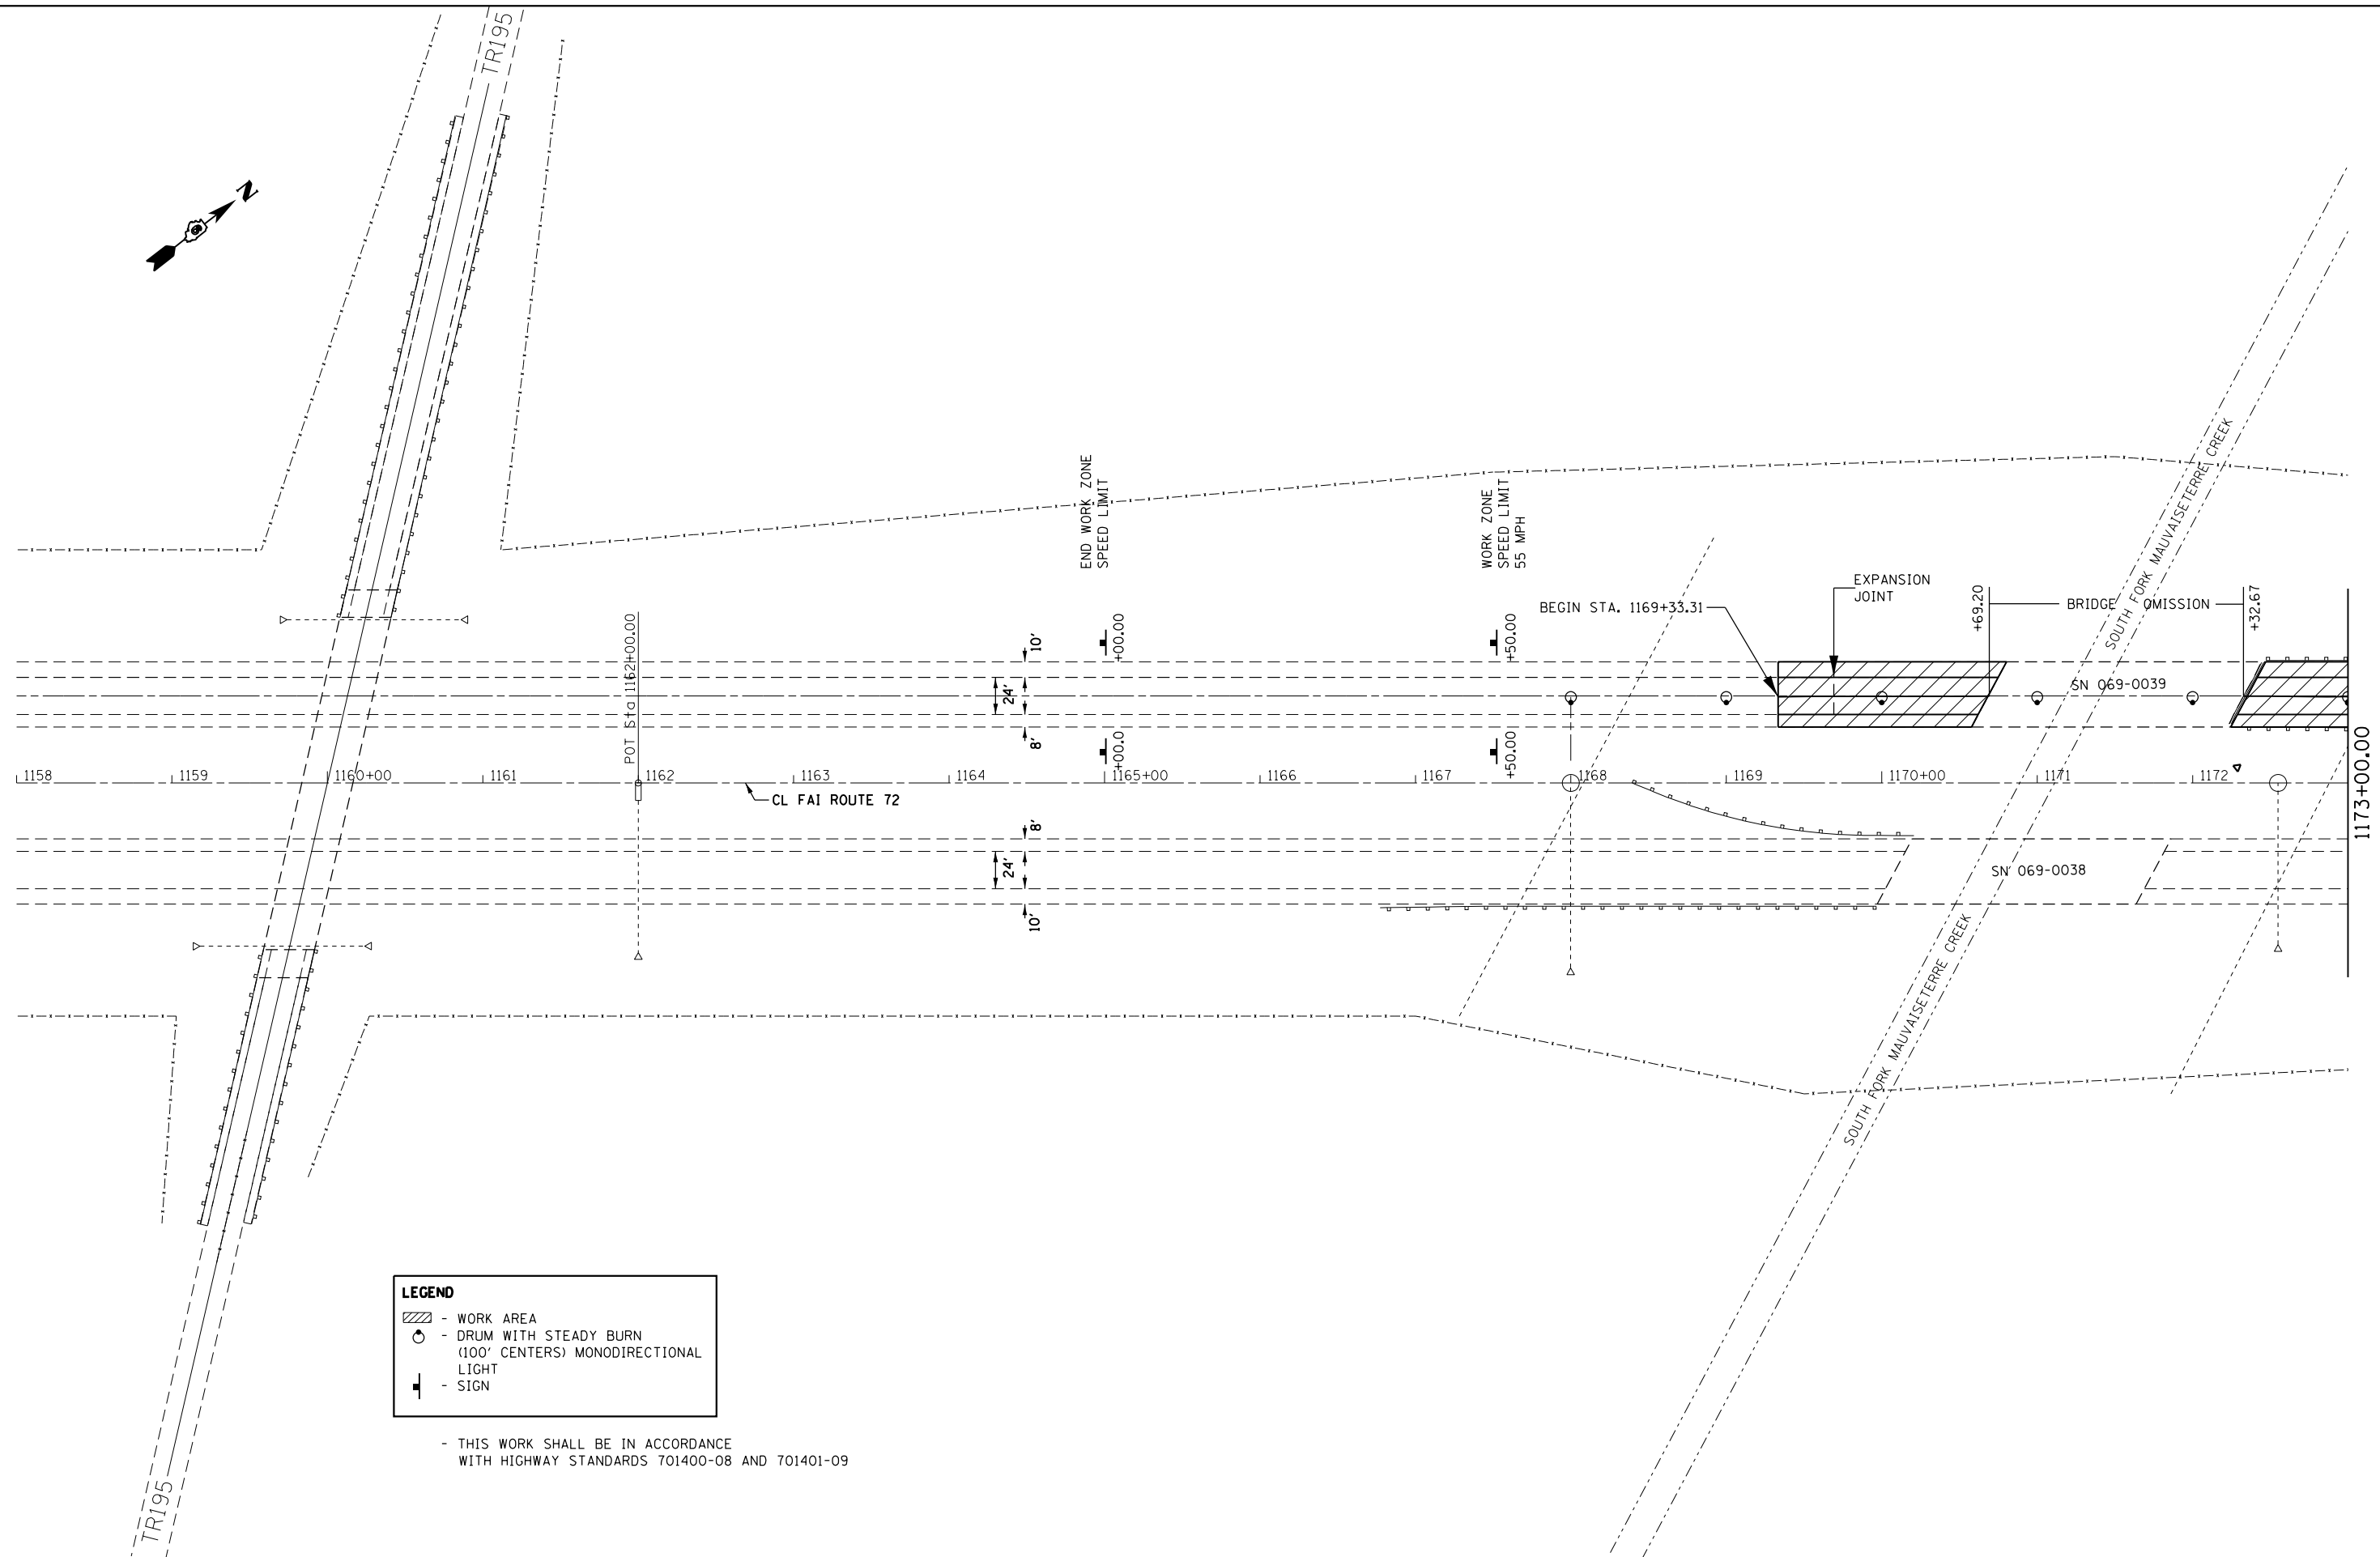 TR195
N
END WORK ZONE
SPEED LIMIT
WORK ZONE
SPEED LIMIT
55 MPH
SOUTH FORK MAUVAISETERRE CREEK
EXPANSION
JOINT
BEGIN STA. 1169+33.31
+69.20
BRIDGE OMISSION
+32.67
POT Sta 1162+00.00
10'
+00.00
+50.00
24'
SN 069-0039
8'
+00.0
+50.00
1158
1159
1160+00
1161
1162
1163
1164
1165+00
1166
1167
1168
1169
1170+00
1171
1172
1173+00.00
CL FAI ROUTE 72
8'
24'
10'
SN 069-0038
SOUTH FORK MAUVAISETERRE CREEK
LEGEND
- WORK AREA
- DRUM WITH STEADY BURN
(100' CENTERS) MONODIRECTIONAL
LIGHT
- SIGN
- THIS WORK SHALL BE IN ACCORDANCE
WITH HIGHWAY STANDARDS 701400-08 AND 701401-09
TR195